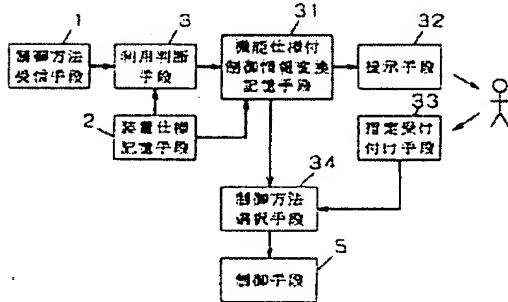 1
3
31
32
制御方法
受信手段
利用判断
手段
機能仕様付
制御情報変換
記憶手段
提示手段
33
2
装置仕様
記憶手段
指定受け
付け手段
34
制御方法
選択手段
5
制御手段